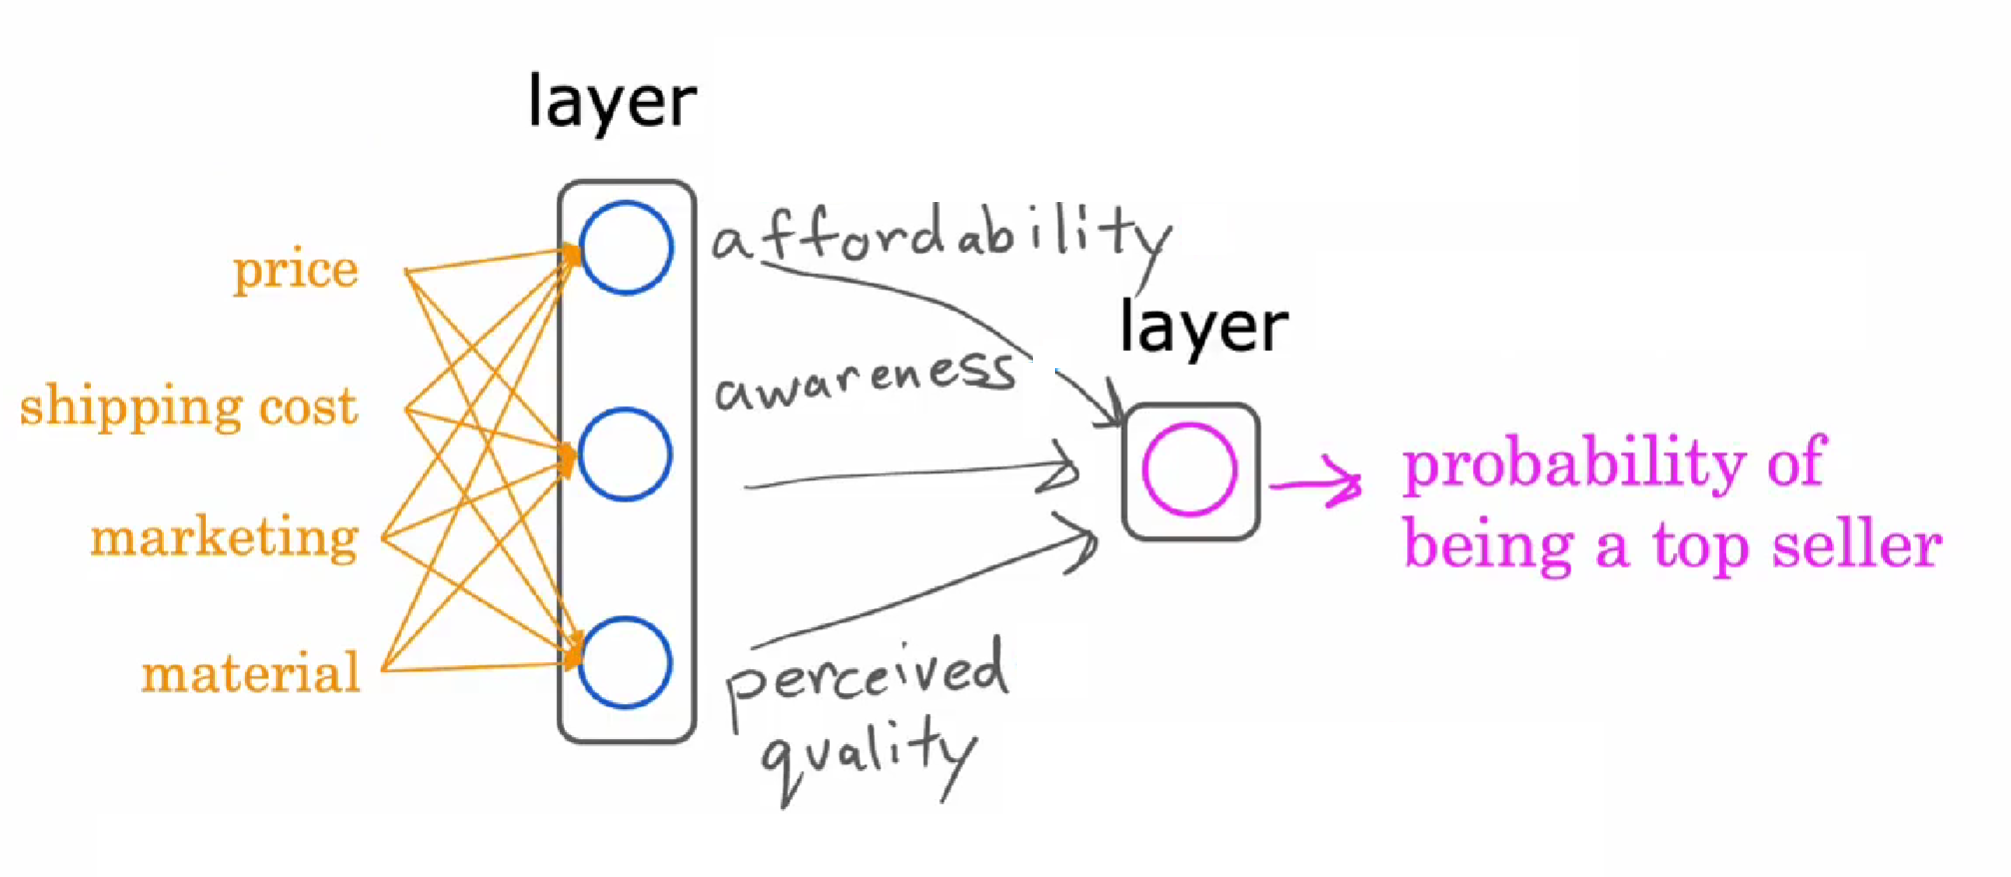 layer
price
shipping cost
marketing
material
affordability
awareness
perceived
quality
layer
probability of
being a top seller